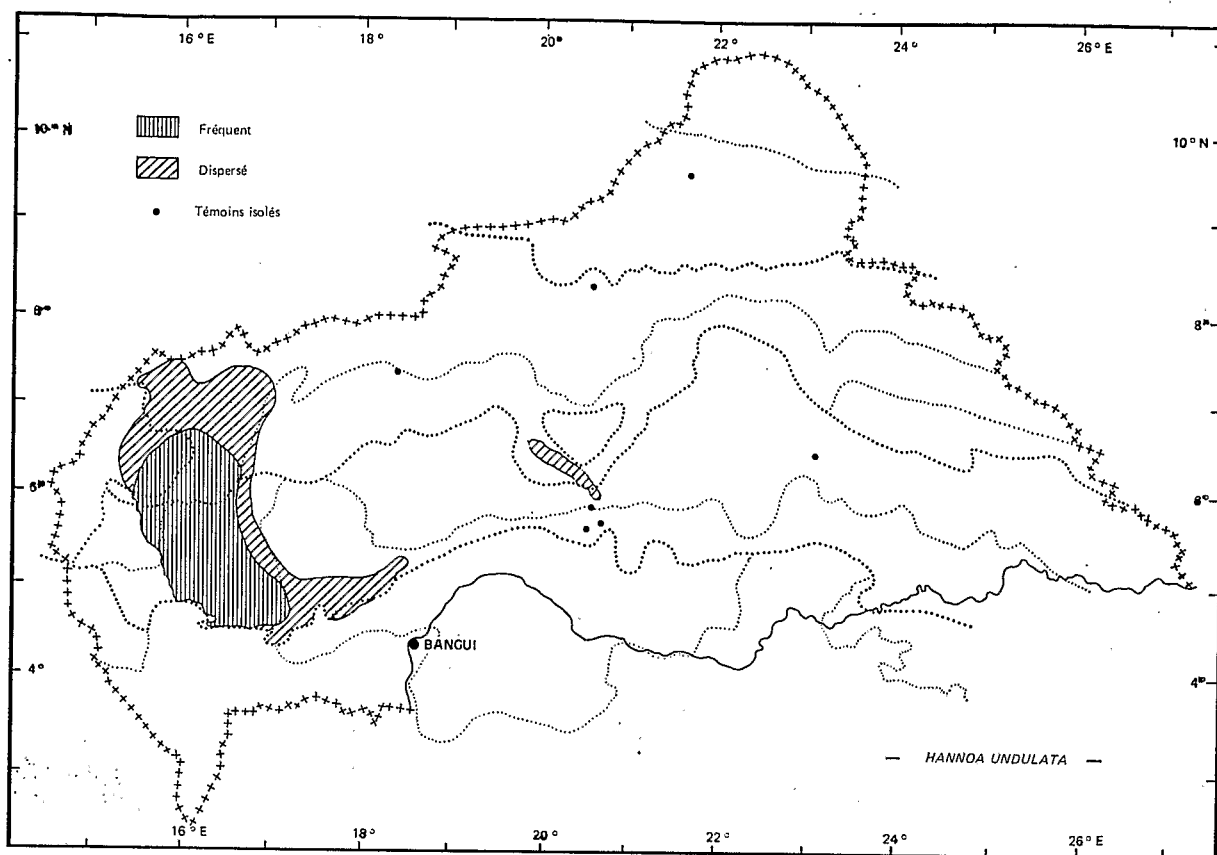 16° E 18° 20° 22° 24° 26° E
Fréquent
10° N 10° N
Dispersé
Témoins isolés
8° 8°
6° 6°
BANGUI
4° 4°
— HANNOA UNDULATA —
16° E 18° 20° 22° 24° 26° E